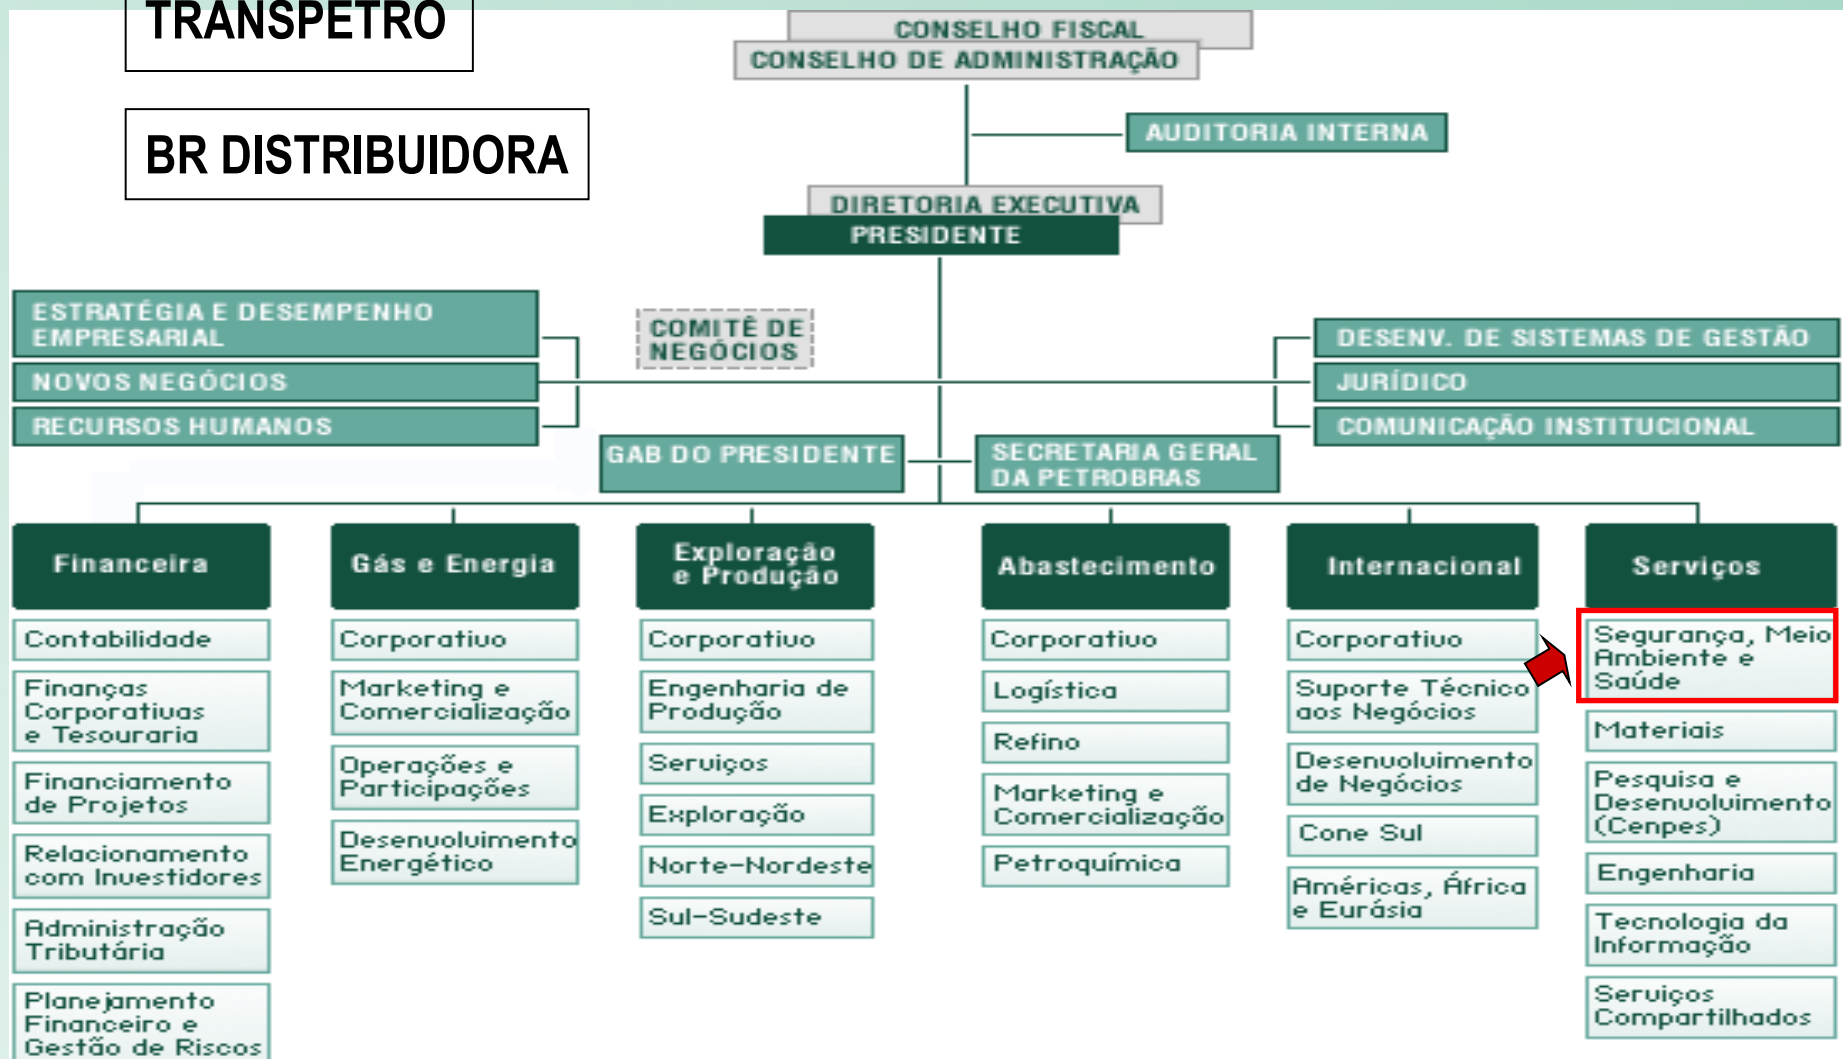 TRANSPETRO
BR DISTRIBUIDORA
CONSELHO FISCAL
CONSELHO DE ADMINISTRAÇÃO
AUDITORIA INTERNA
DIRETORIA EXECUTIVA
PRESIDENTE
ESTRATÉGIA E DESEMPENHO
EMPRESARIAL
NOVOS NEGÓCIOS
RECURSOS HUMANOS
COMITÊ DE
NEGÓCIOS
DESENV. DE SISTEMAS DE GESTÃO
JURÍDICO
COMUNICAÇÃO INSTITUCIONAL
GAB DO PRESIDENTE
SECRETARIA GERAL
DA PETROBRAS
Financeira
Contabilidade
Finanças
Corporativas
e Tesouraria
Financiamento
de Projetos
Relacionamento
com Investidores
Administração
Tributária
Planejamento
Financeiro e
Gestão de Riscos
Gás e Energia
Corporativo
Marketing e
Comercialização
Operações e
Participações
Desenvolvimento
Energético
Exploração
e Produção
Corporativo
Engenharia de
Produção
Serviços
Exploração
Norte-Nordeste
Sul-Sudeste
Abastecimento
Corporativo
Logística
Refino
Marketing e
Comercialização
Petroquímica
Internacional
Corporativo
Suporte Técnico
aos Negócios
Desenvolvimento
de Negócios
Cone Sul
Américas, África
e Eurásia
Serviços
Segurança, Meio
Ambiente e
Saúde
Materiais
Pesquisa e
Desenvolvimento
(Cenpes)
Engenharia
Tecnologia da
Informação
Serviços
Compartilhados